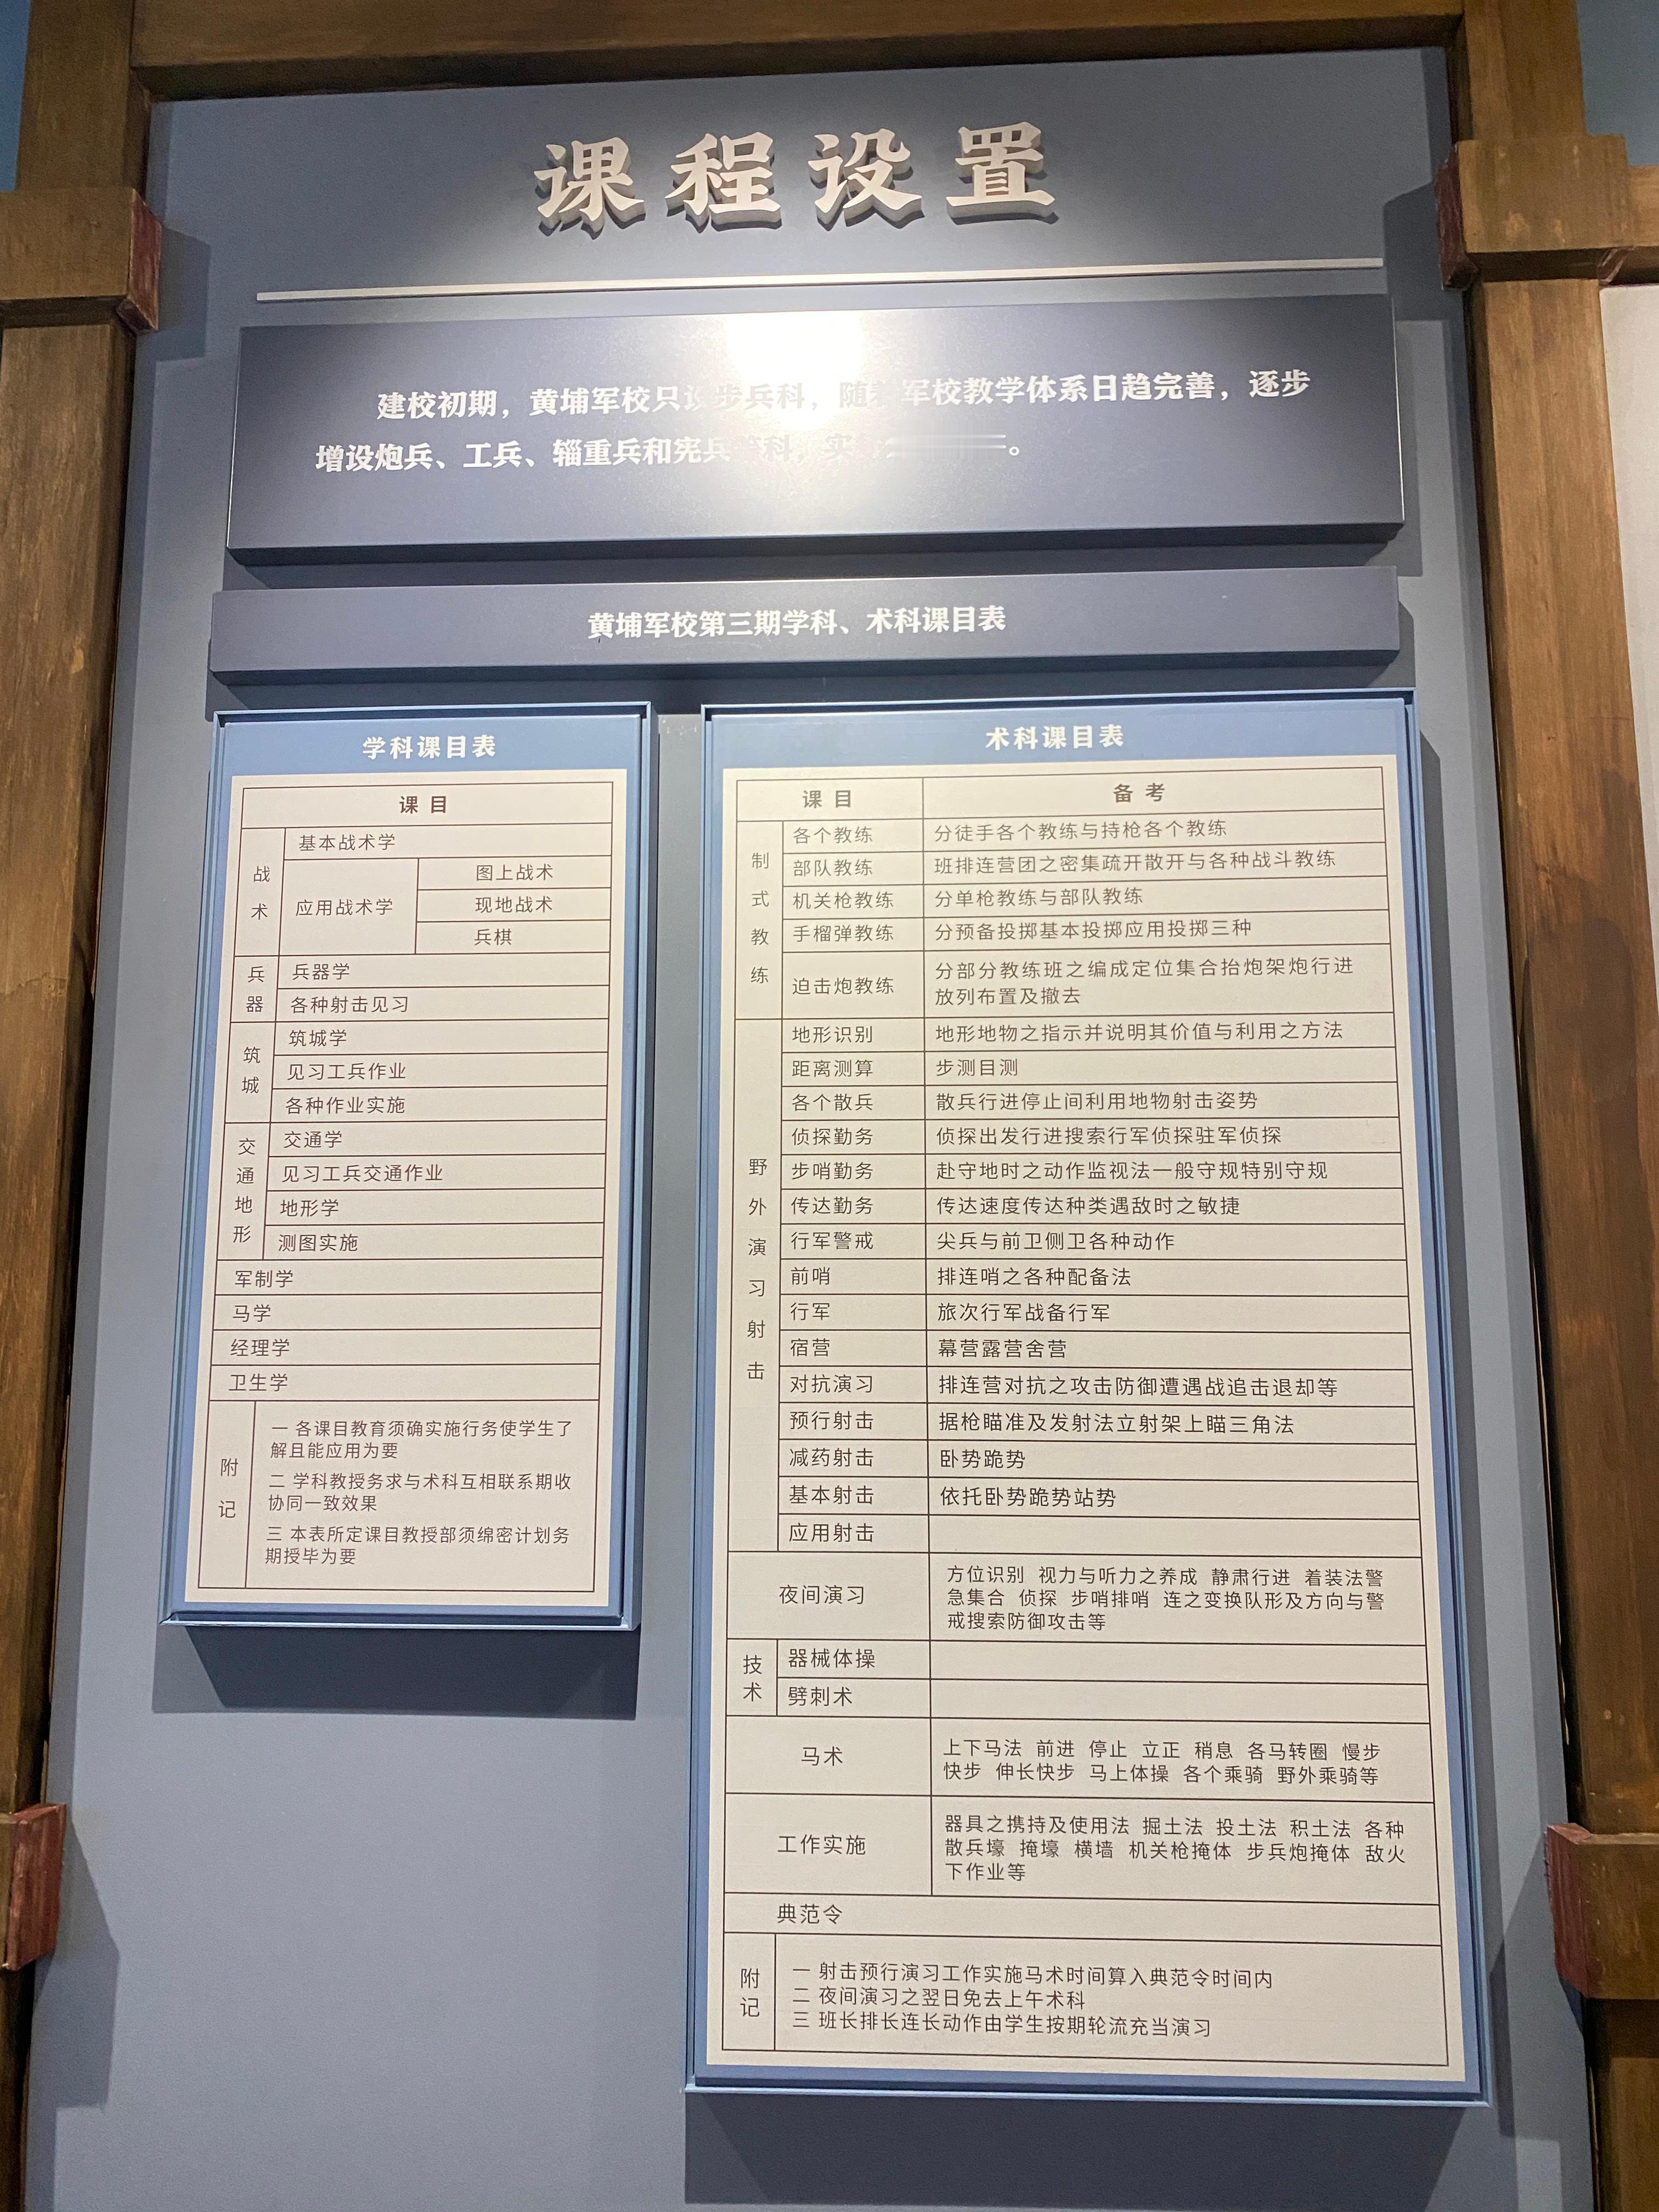 课程设置
建校初期，黄埔军校只设步兵科，随着军校教学体系日趋完善，逐步
增设炮兵、工兵、辎重兵和宪兵等科，实
黄埔军校第三期学科、术科课目表
学科课目表
课目
战术
基本战术学
应用战术学
图上战术
现地战术
兵棋
兵器
兵器学
各种射击见习
筑城
筑城学
见习工兵作业
各种作业实施
交通地形
交通学
见习工兵交通作业
地形学
测图实施
军制学
马学
经理学
卫生学
附记
一 各课目教育须确实施行务使学生了
解且能应用为要
二 学科教授务求与术科互相联系期收
协同一致效果
三 本表所定课目教授部须绵密计划务
期授毕为要
术科课目表
课目 备考
制式教练
各个教练 分徒手各个教练与持枪各个教练
部队教练 班排连营团之密集疏开散开与各种战斗教练
机关枪教练 分单枪教练与部队教练
手榴弹教练 分预备投掷基本投掷应用投掷三种
迫击炮教练 分部分教练班之编成定位集合抬炮架炮行进
放列布置及撤去
野外演习射击
地形识别 地形地物之指示并说明其价值与利用之方法
距离测算 步测目测
各个散兵 散兵行进停止间利用地物射击姿势
侦探勤务 侦探出发行进搜索行军侦探驻军侦探
步哨勤务 赴守地时之动作监视法一般守规特别守规
传达勤务 传达速度传达种类遇敌时之敏捷
行军警戒 尖兵与前卫侧卫各种动作
前哨 排连哨之各种配备法
行军 旅次行军战备行军
宿营 幕营露营舍营
对抗演习 排连营对抗之攻击防御遭遇战追击退却等
预行射击 据枪瞄准及发射法立射架上瞄三角法
减药射击 卧势跪势
基本射击 依托卧势跪势站势
应用射击
夜间演习
方位识别 视力与听力之养成 静肃行进 着装法警
急集合 侦探 步哨排哨 连之变换队形及方向与警
戒搜索防御攻击等
技术
器械体操
劈刺术
马术
上下马法 前进 停止 立正 稍息 各马转圈 慢步
快步 伸长快步 马上体操 各个乘骑 野外乘骑等
工作实施
器具之携持及使用法 掘土法 投土法 积土法 各种
散兵壕 掩壕 横墙 机关枪掩体 步兵炮掩体 敌火
下作业等
典范令
附记
一 射击预行演习工作实施马术时间算入典范令时间内
二 夜间演习之翌日免去上午术科
三 班长排长连长动作由学生按期轮流充当演习